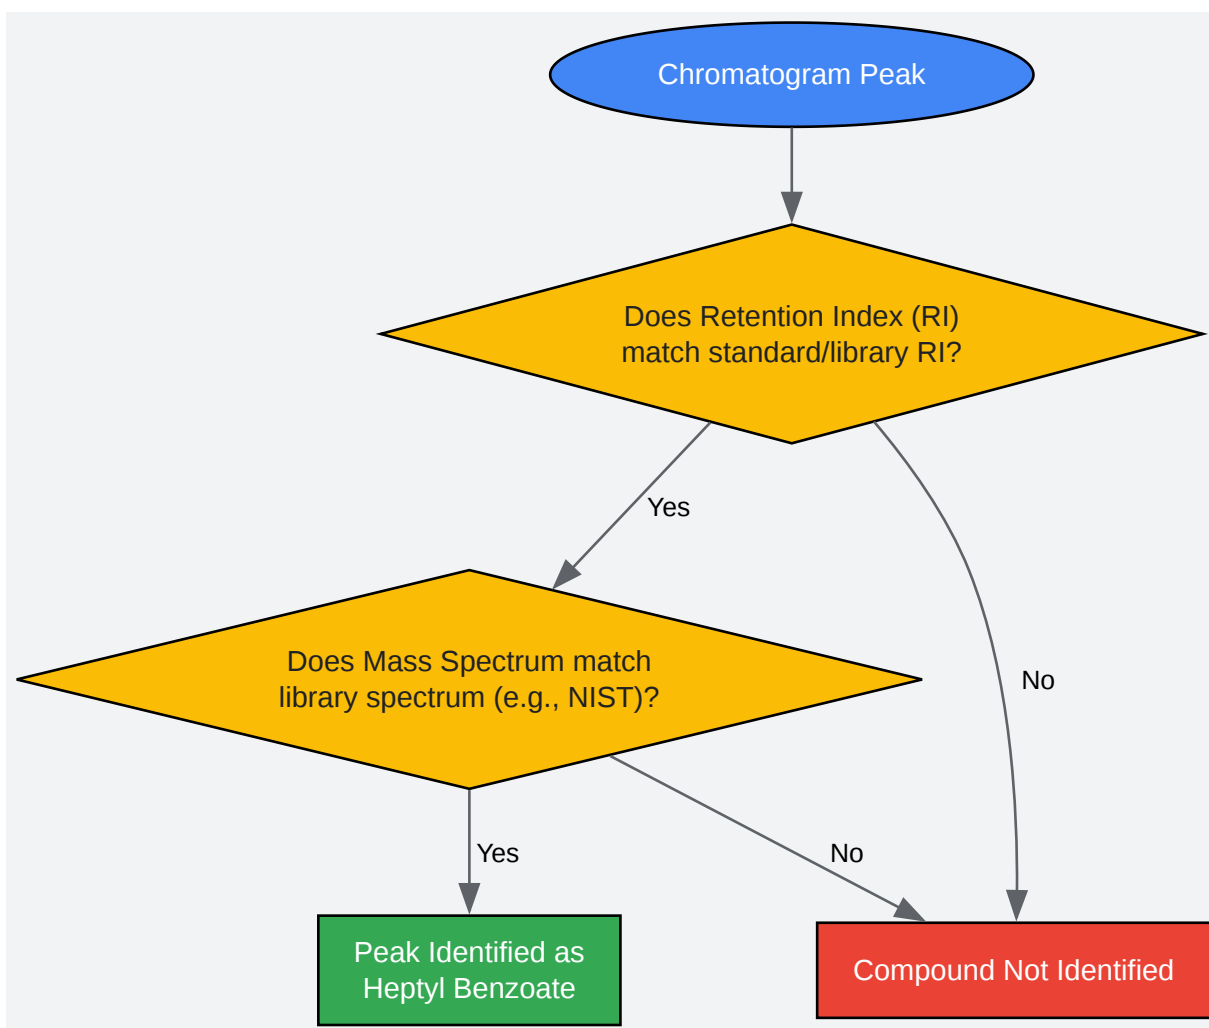 Chromatogram Peak
Does Retention Index (RI)
match standard/library RI?
Yes
Does Mass Spectrum match
library spectrum (e.g., NIST)?
No
Yes
No
Peak Identified as
Heptyl Benzoate
Compound Not Identified